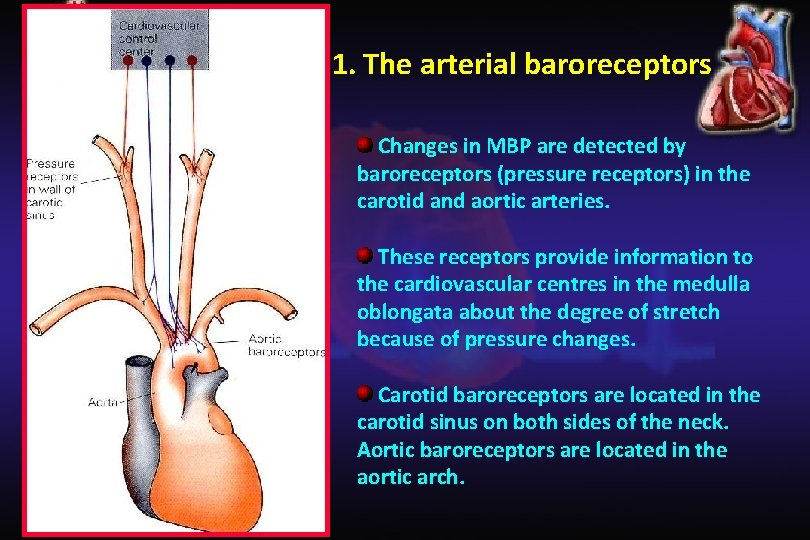 Cardiovascular
control
center
Pressure
receptors
in wall of
carotid
sinus
Aortic
baroreceptors
Aorta
1. The arterial baroreceptors
Changes in MBP are detected by
baroreceptors (pressure receptors) in the
carotid and aortic arteries.
These receptors provide information to
the cardiovascular centres in the medulla
oblongata about the degree of stretch
because of pressure changes.
Carotid baroreceptors are located in the
carotid sinus on both sides of the neck.
Aortic baroreceptors are located in the
aortic arch.